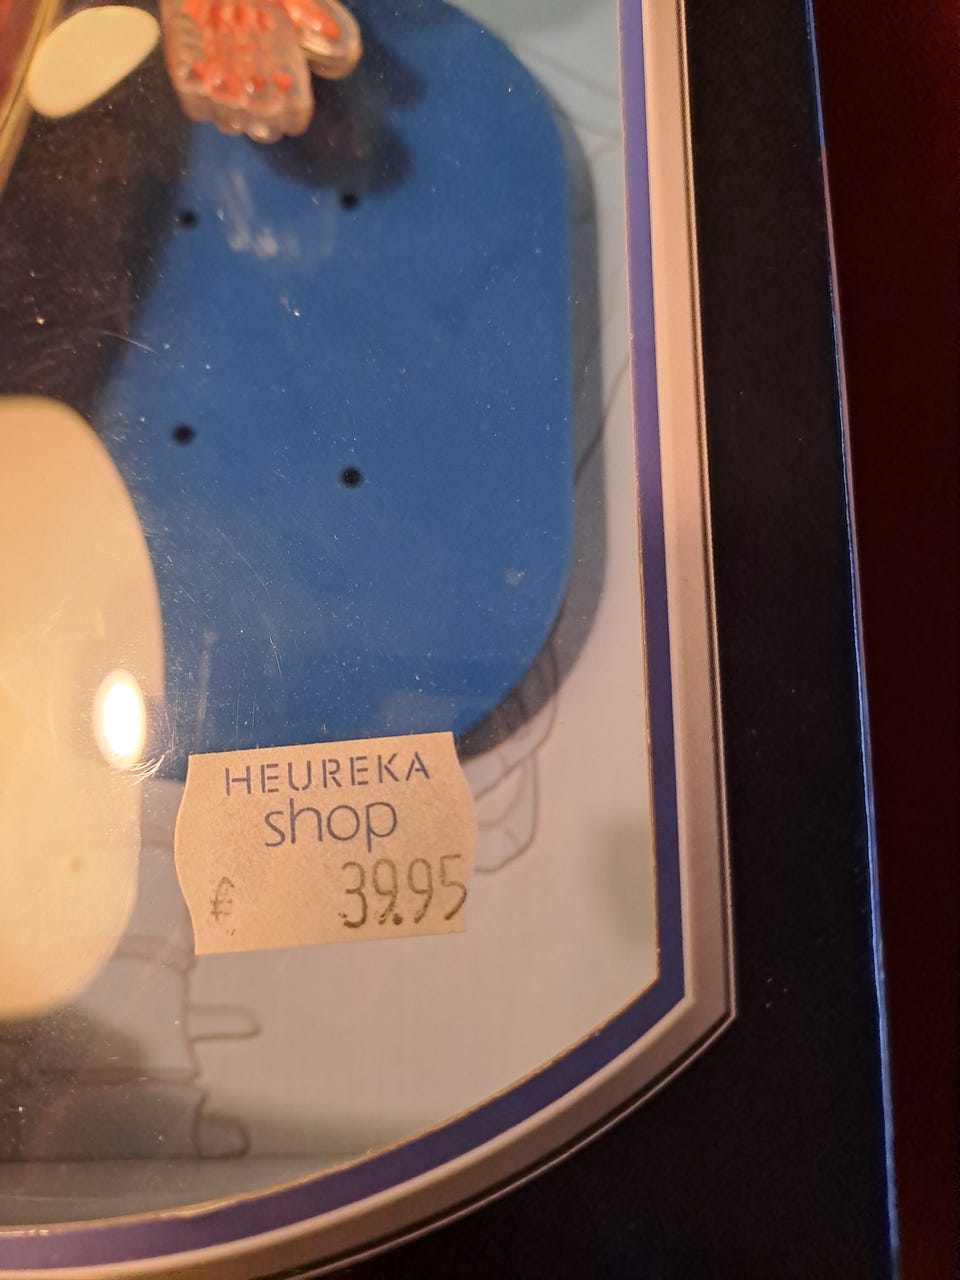 HEUREKA
shop
€ 39.95